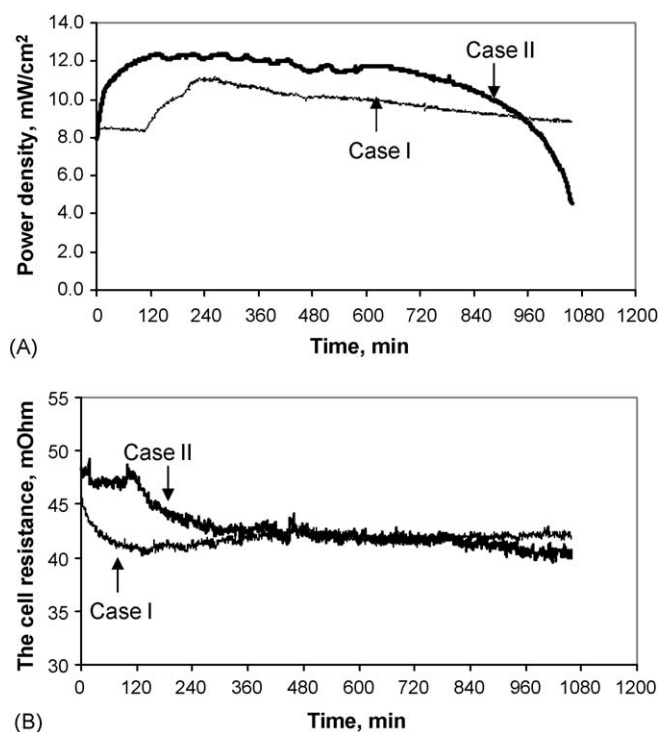 Power density, mW/cm²
14.0
12.0
10.0
8.0
6.0
4.0
2.0
0.0
Case II
Case I
0 120 240 360 480 600 720 840 960 1080 1200
Time, min
(A)
The cell resistance, mOhm
55
50
45
40
35
30
Case II
Case I
0 120 240 360 480 600 720 840 960 1080 1200
Time, min
(B)